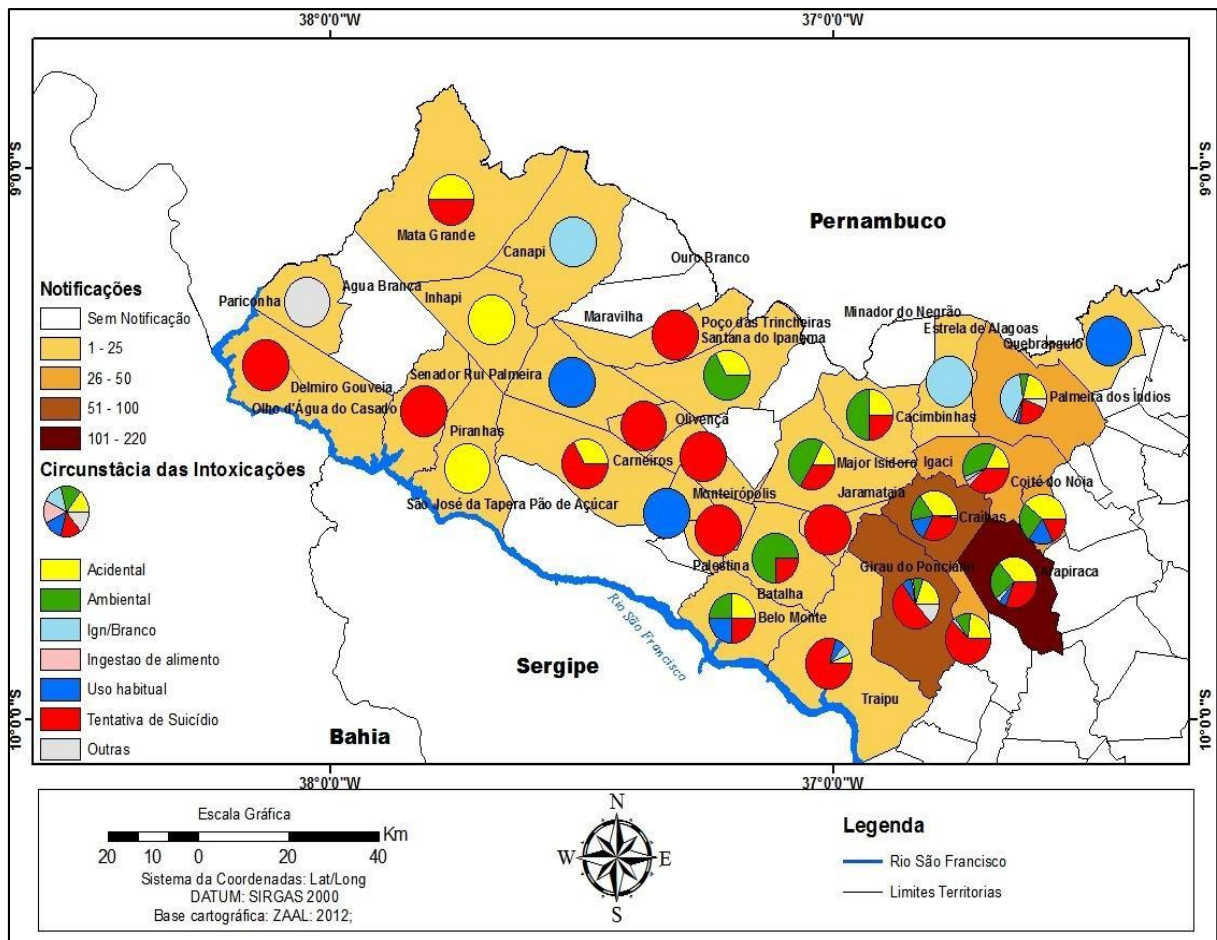 38°0'0"W
37°0'0"W
9°0'0"S
9°0'0"S
Pernambuco
Mata Grande
Canapi
Ouro Branco
Notificações
Sem Notificação
1 - 25
26 - 50
51 - 100
101 - 220
Pariconha
Agua Branca
Inhapi
Maravilha
Poço das Trincheiras
Santana do Ipanema
Minador do Negrão
Estrela de Alagoas
Quebrangulo
Delmiro Gouveia
Senador Rui Palmeira
Olho d'Água do Casado
Olivença
Cacimbinhas
Palmeira dos Índios
Piranhas
Carneiros
Major Isidoro
Igaci
Coité do Nóia
Circunstâcia das Intoxicações
São José da Tapera
Pão de Açúcar
Monteirópolis
Jaramataia
Craíbas
Palestina
Batalha
Girau do Ponciano
Arapiraca
Belo Monte
Traipu
Rio São Francisco
Acidental
Ambiental
Ign/Branco
Ingestao de alimento
Uso habitual
Tentativa de Suicídio
Outras
Sergipe
Bahia
10°0'0"S
10°0'0"S
38°0'0"W
37°0'0"W
Escala Gráfica
Km
20 10 0 20 40
Sistema da Coordenadas: Lat/Long
DATUM: SIRGAS 2000
Base cartográfica: ZAAL: 2012;
N
W
E
S
Legenda
Rio São Francisco
Limites Territorias